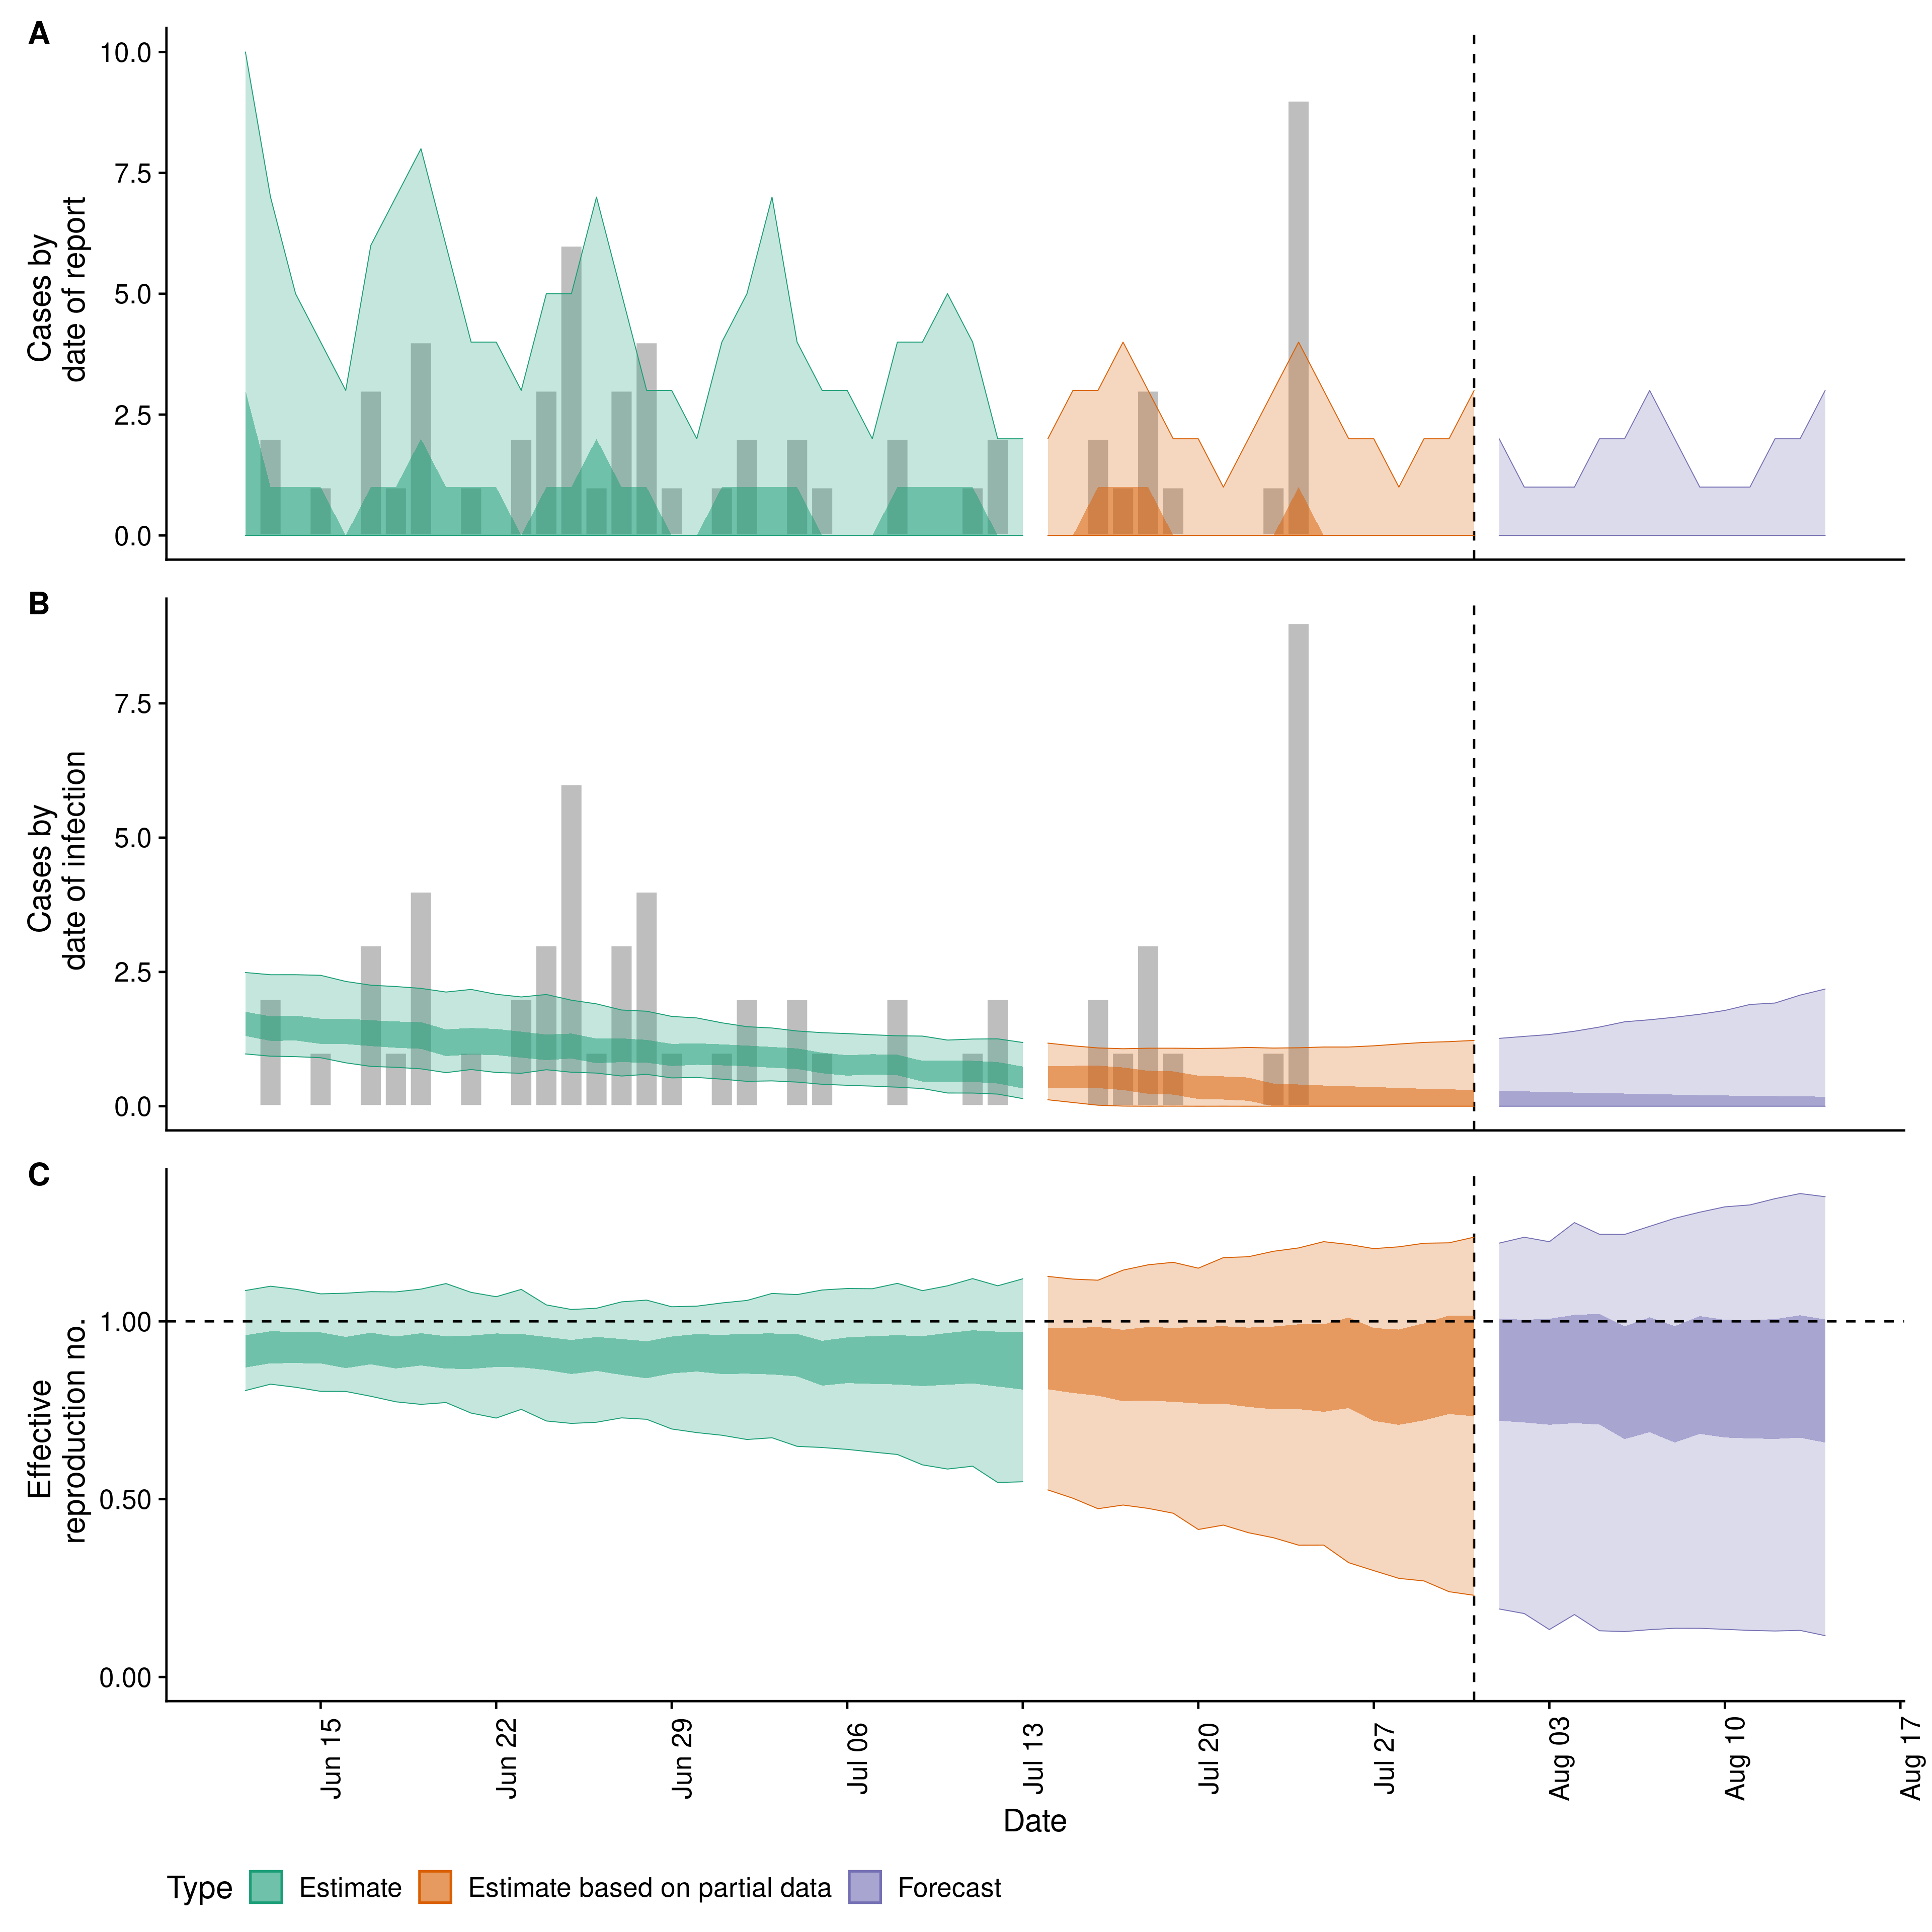 A
Cases by
date of report
10.0
7.5
5.0
2.5
0.0
B
Cases by
date of infection
7.5
5.0
2.5
0.0
C
Effective
reproduction no.
1.00
0.50
0.00
Jun 15
Jun 22
Jun 29
Jul 06
Jul 13
Jul 20
Jul 27
Aug 03
Aug 10
Aug 17
Date
Type Estimate Estimate based on partial data Forecast